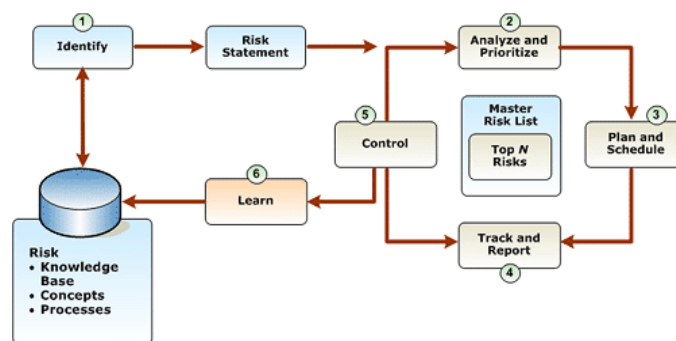 1
Identify
Risk
Statement
2
Analyze and
Prioritize
5
Control
Master
Risk List
Top N
Risks
3
Plan and
Schedule
6
Learn
Track and
Report
4
Risk
• Knowledge
Base
• Concepts
• Processes